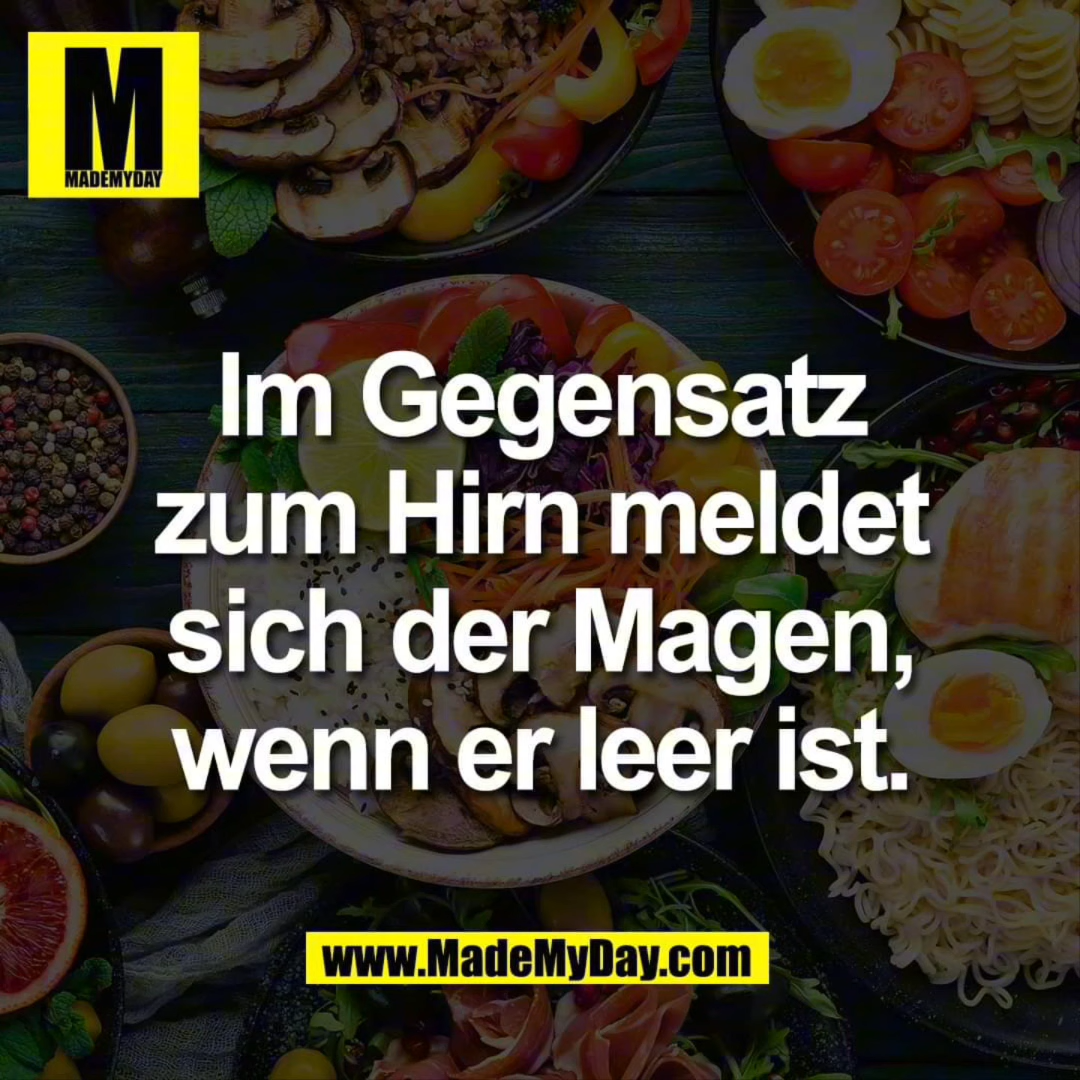 M
MADEMYDAY
Im Gegensatz
zum Hirn meldet
sich der Magen,
wenn er leer ist.
www.MadeMyDay.com